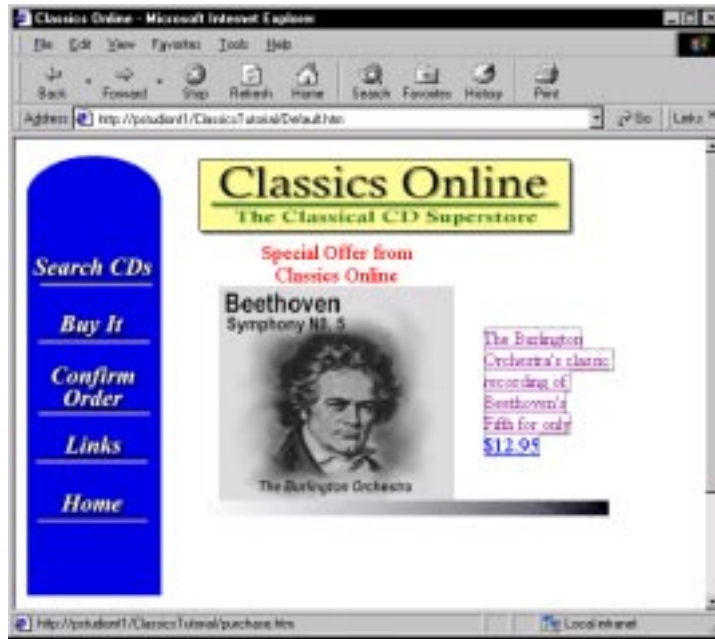 Classics Online - Microsoft Internet Explorer
File Edit View Favorites Tools Help
Back Forward Stop Refresh Home Search Favorites History Print
Address http://pstudent1/ClassicsTutorial/Default.htm Go Links
Classics Online
The Classical CD Superstore
Special Offer from
Classics Online
Search CDs
Buy It
Confirm
Order
Links
Home
Beethoven
Symphony N0. 5
The Burlington Orchestra
The Burlington
Orchestra's classic
recording of
Beethoven's
Fifth for only
$12.95
http://pstudent1/ClassicsTutorial/purchase.htm Local intranet